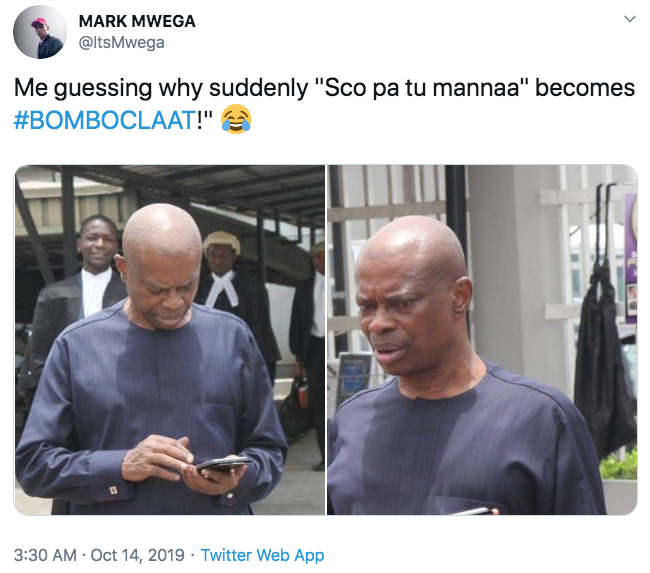 MARK MWEGA
@ItsMwega
Me guessing why suddenly "Sco pa tu mannaa" becomes
#BOMBOCLAAT!" 😂
3:30 AM · Oct 14, 2019 · Twitter Web App